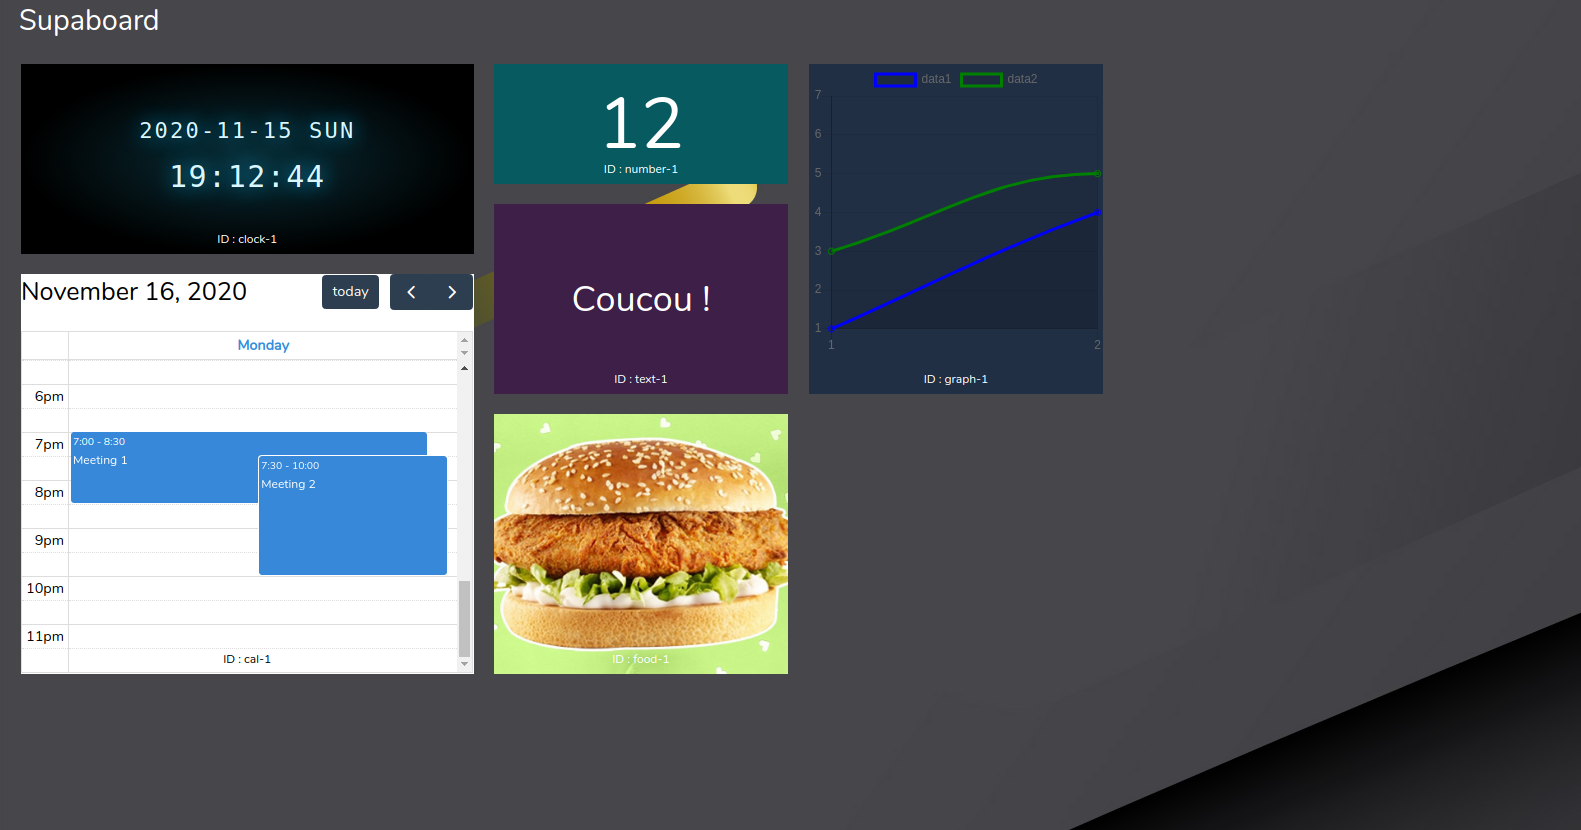 Supaboard
2020-11-15 SUN
19:12:44
ID : clock-1
November 16, 2020
today
Monday
6pm
7pm
8pm
9pm
10pm
11pm
7:00 - 8:30
Meeting 1
7:30 - 10:00
Meeting 2
ID : cal-1
12
ID : number-1
Coucou !
ID : text-1
ID : food-1
data1 data2
7
6
5
4
3
2
1
1 2
ID : graph-1